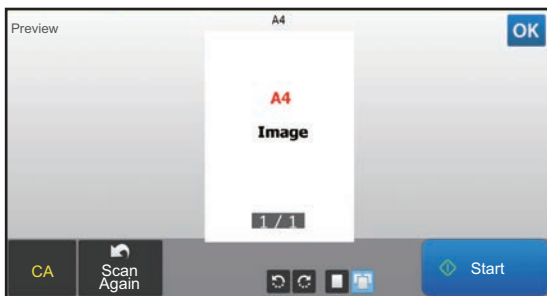 A4
Preview
OK
A4
Image
1 / 1
CA
Scan
Again
Start